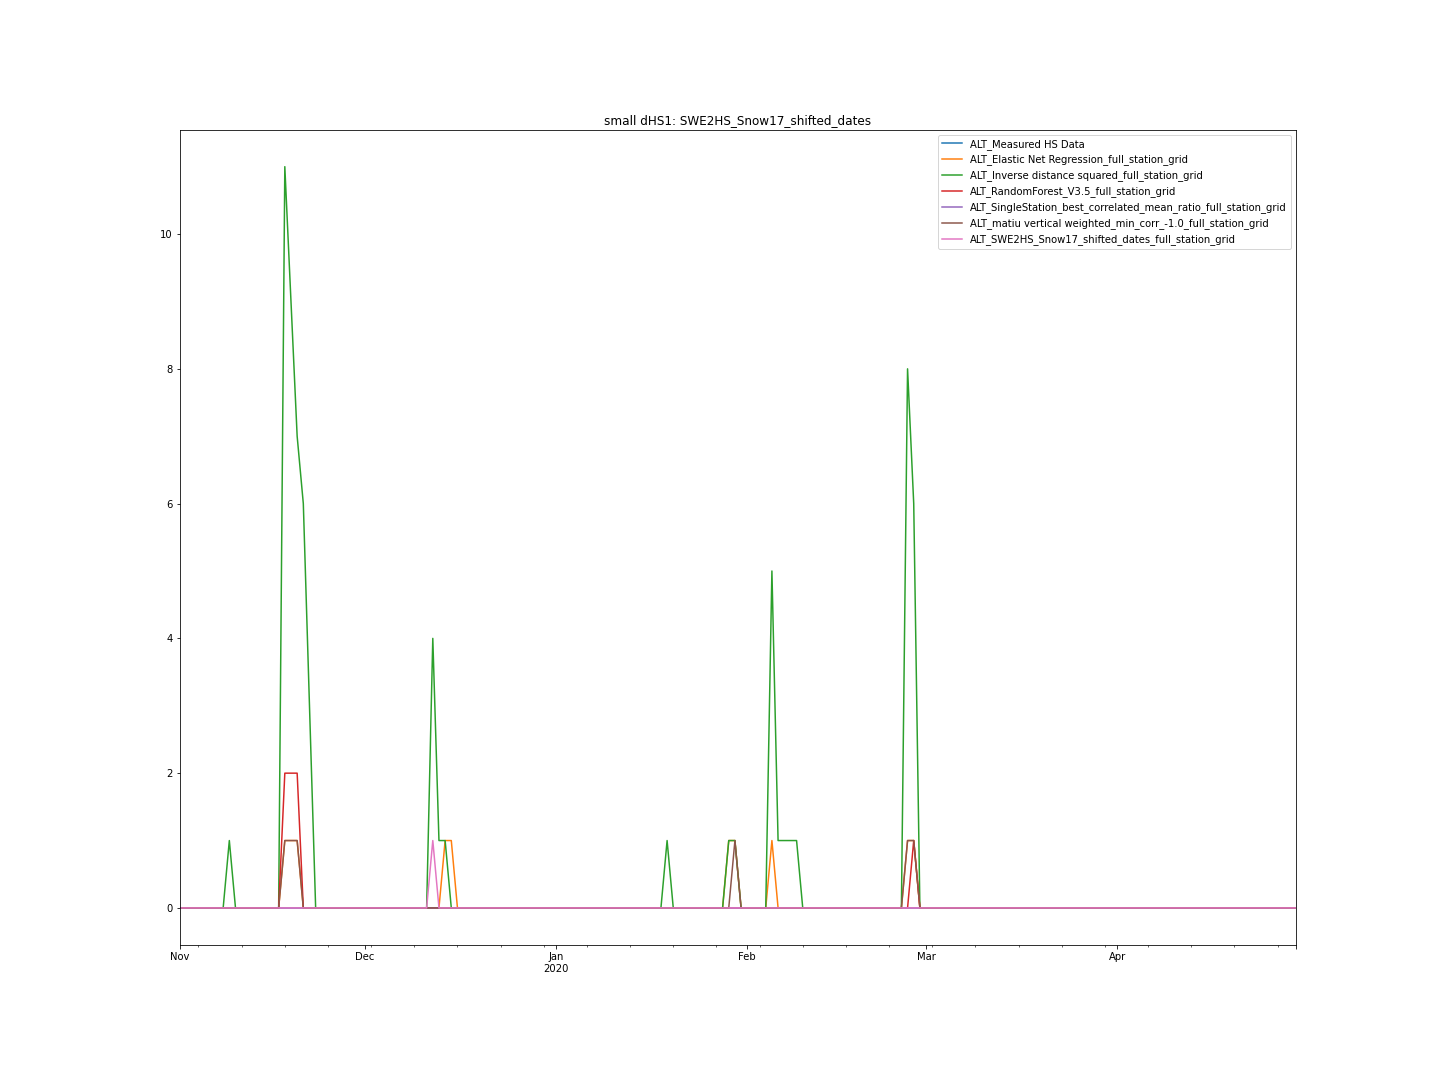 small dHS1: SWE2HS_Snow17_shifted_dates
ALT_Measured HS Data
ALT_Elastic Net Regression_full_station_grid
ALT_Inverse distance squared_full_station_grid
ALT_RandomForest_V3.5_full_station_grid
ALT_SingleStation_best_correlated_mean_ratio_full_station_grid
ALT_matiu vertical weighted_min_corr_-1.0_full_station_grid
ALT_SWE2HS_Snow17_shifted_dates_full_station_grid
10
8
6
4
2
0
Nov Dec Jan Feb Mar Apr
2020